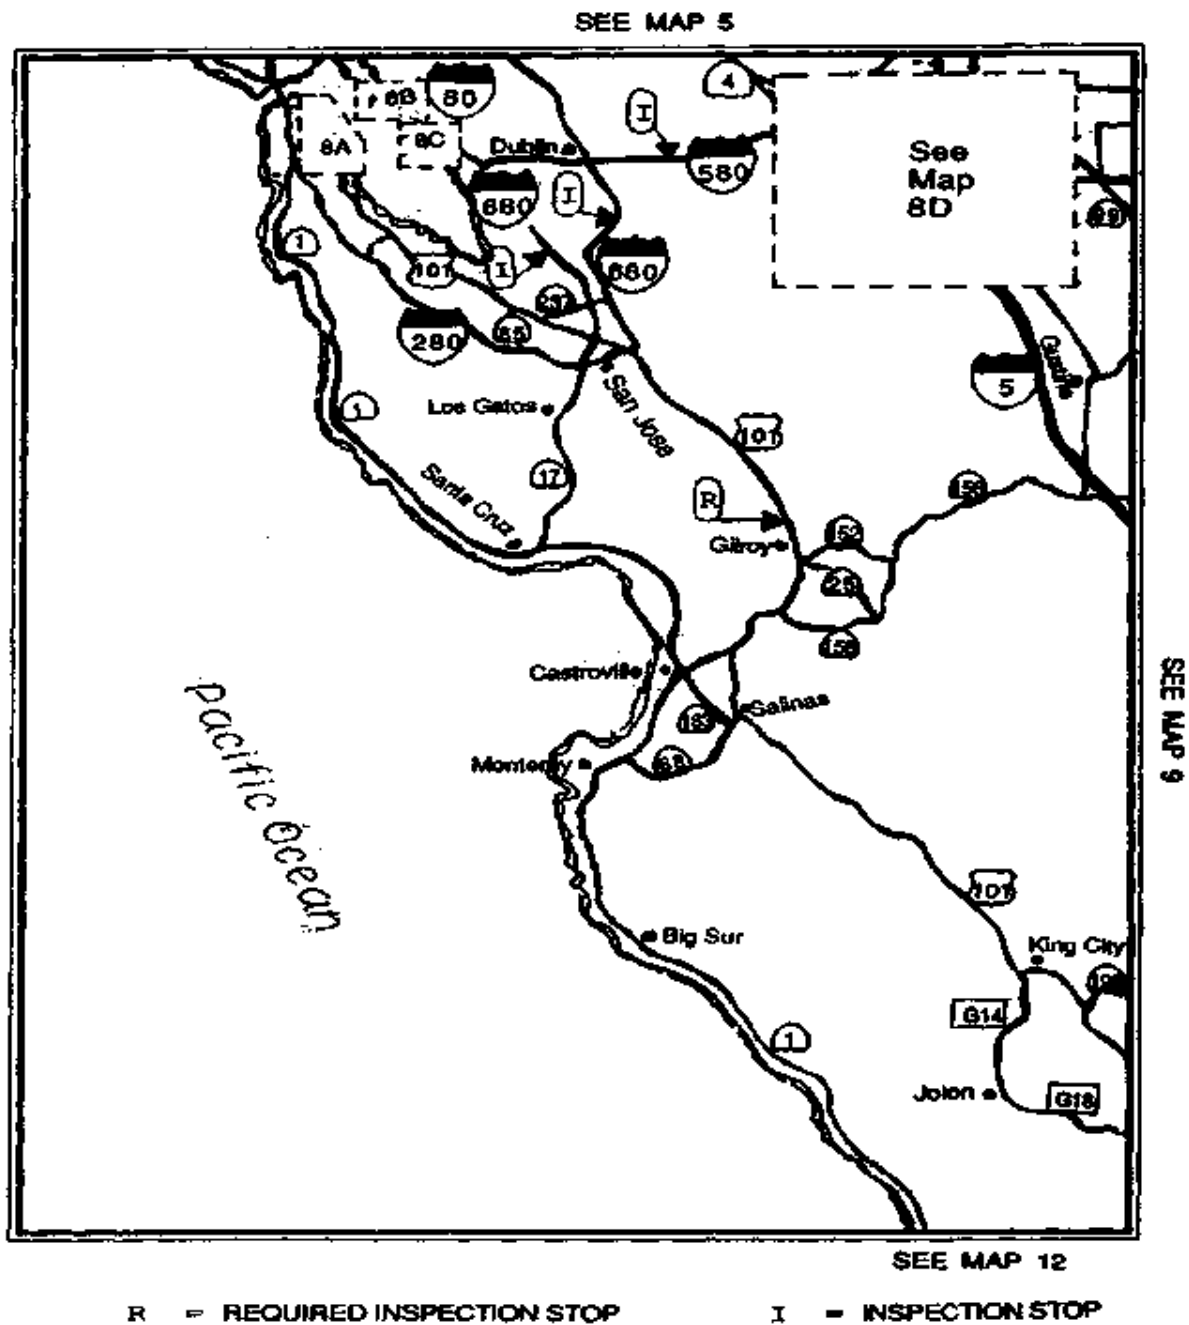 SEE MAP 5
8B
80
4
I
8A
8C
Dublin
580
See
Map
8D
680
I
1
101
I
680
99
237
280
85
5
Gustine
1
Los Gatos
San Jose
101
Santa Cruz
17
R
152
Gilroy
25
156
SEE MAP 9
Castroville
183
Salinas
Pacific Ocean
Monterey
68
101
Big Sur
King City
G14
1
Jolon
G18
SEE MAP 12
R = REQUIRED INSPECTION STOP
I = INSPECTION STOP